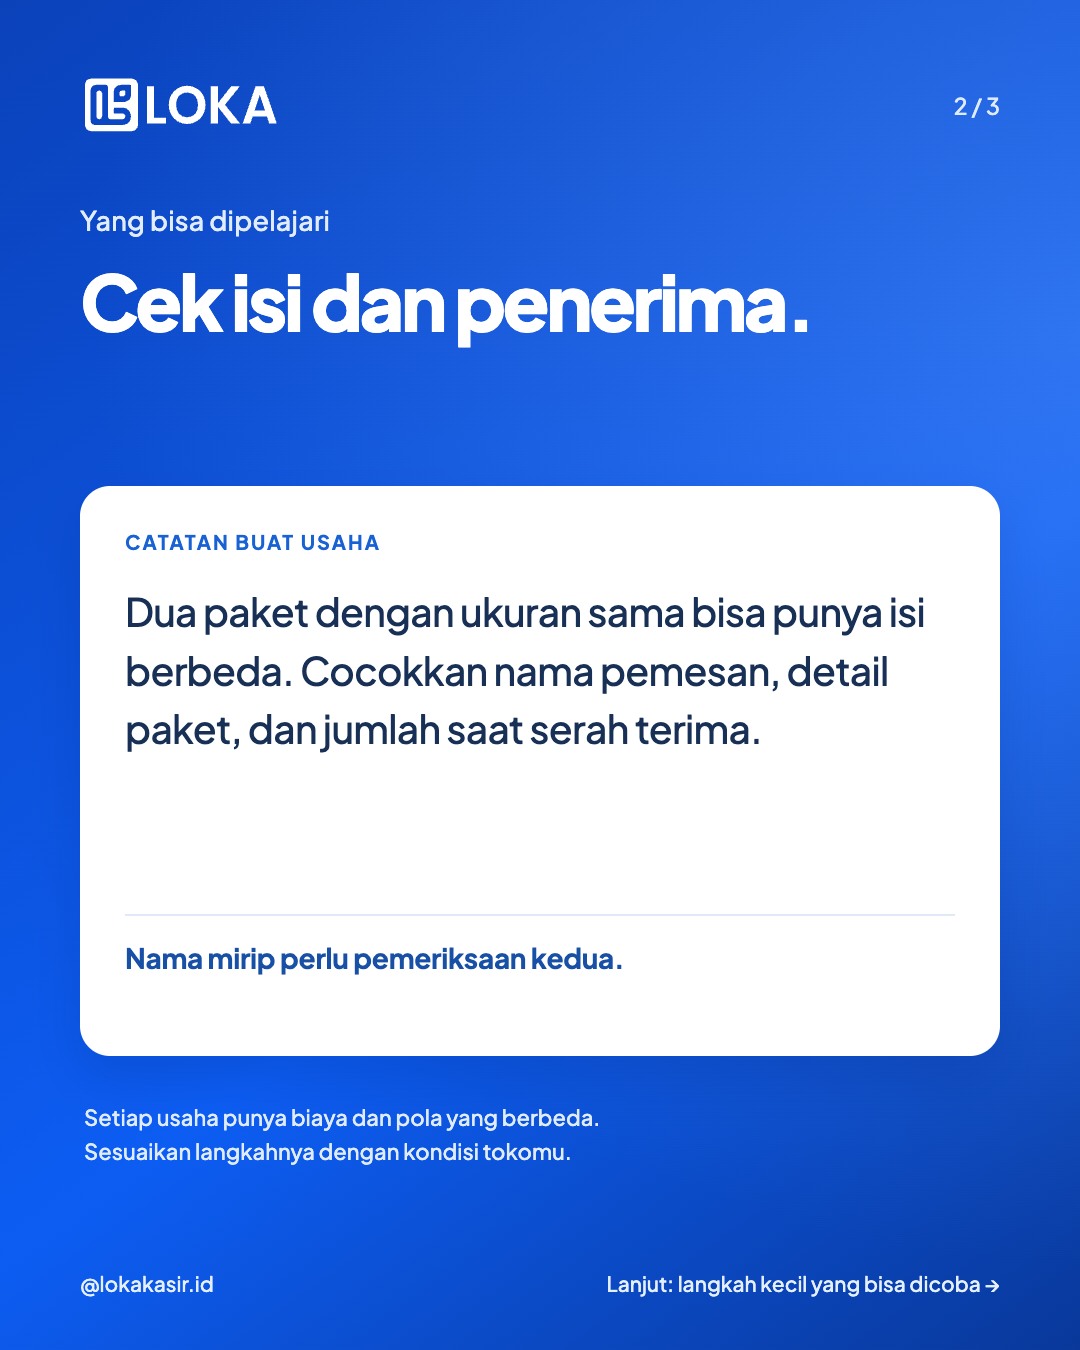 LOKA
2 / 3
Yang bisa dipelajari
Cek isi dan penerima.
CATATAN BUAT USAHA
Dua paket dengan ukuran sama bisa punya isi
berbeda. Cocokkan nama pemesan, detail
paket, dan jumlah saat serah terima.
Nama mirip perlu pemeriksaan kedua.
Setiap usaha punya biaya dan pola yang berbeda.
Sesuaikan langkahnya dengan kondisi tokomu.
@lokakasir.id
Lanjut: langkah kecil yang bisa dicoba →